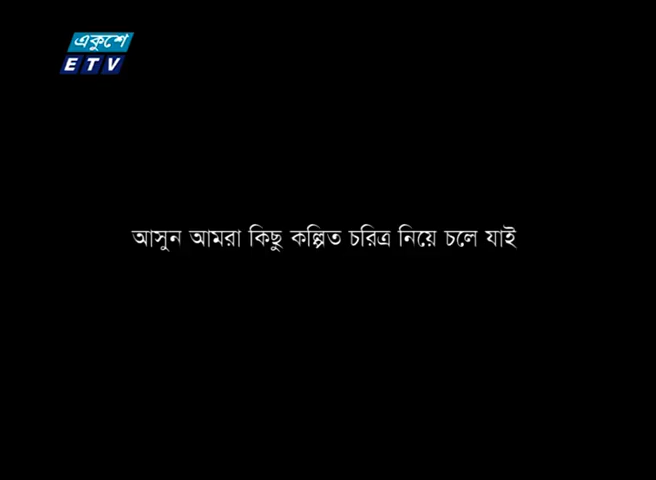 একুশে
ETV
আসুন আমরা কিছু কল্পিত চরিত্র নিয়ে চলে যাই